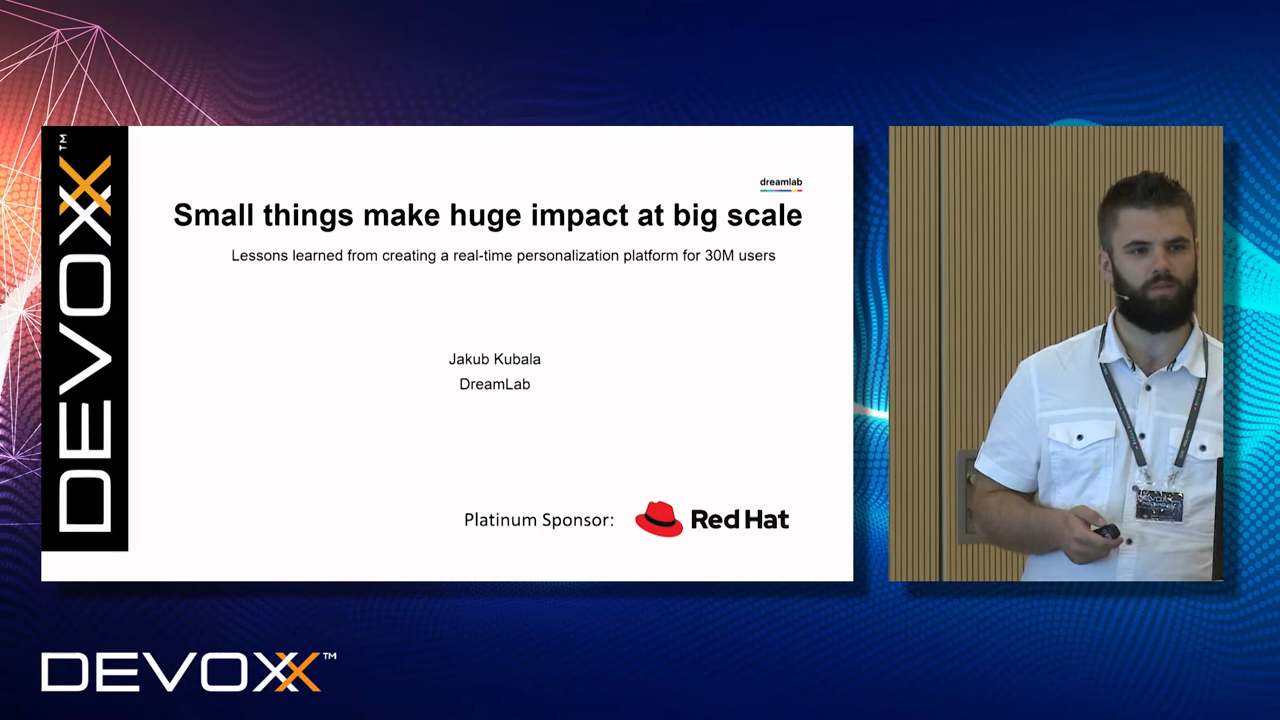 DEVOXX™
dreamlab
Small things make huge impact at big scale
Lessons learned from creating a real-time personalization platform for 30M users
Jakub Kubala
DreamLab
Platinum Sponsor:
Red Hat
DEVOXX
DEVOXX™